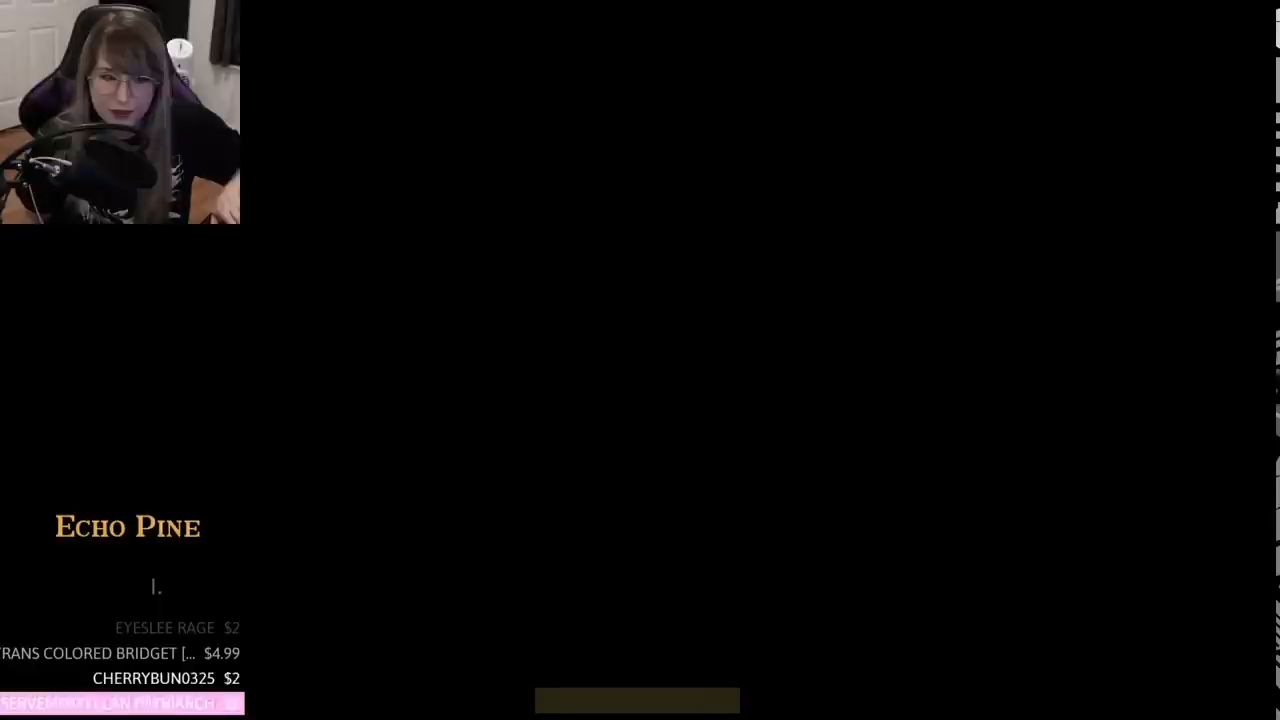 ECHO PINE
I.
EYESLEE RAGE $2
TRANS COLORED BRIDGET [... $4.99
CHERRYBUN0325 $2